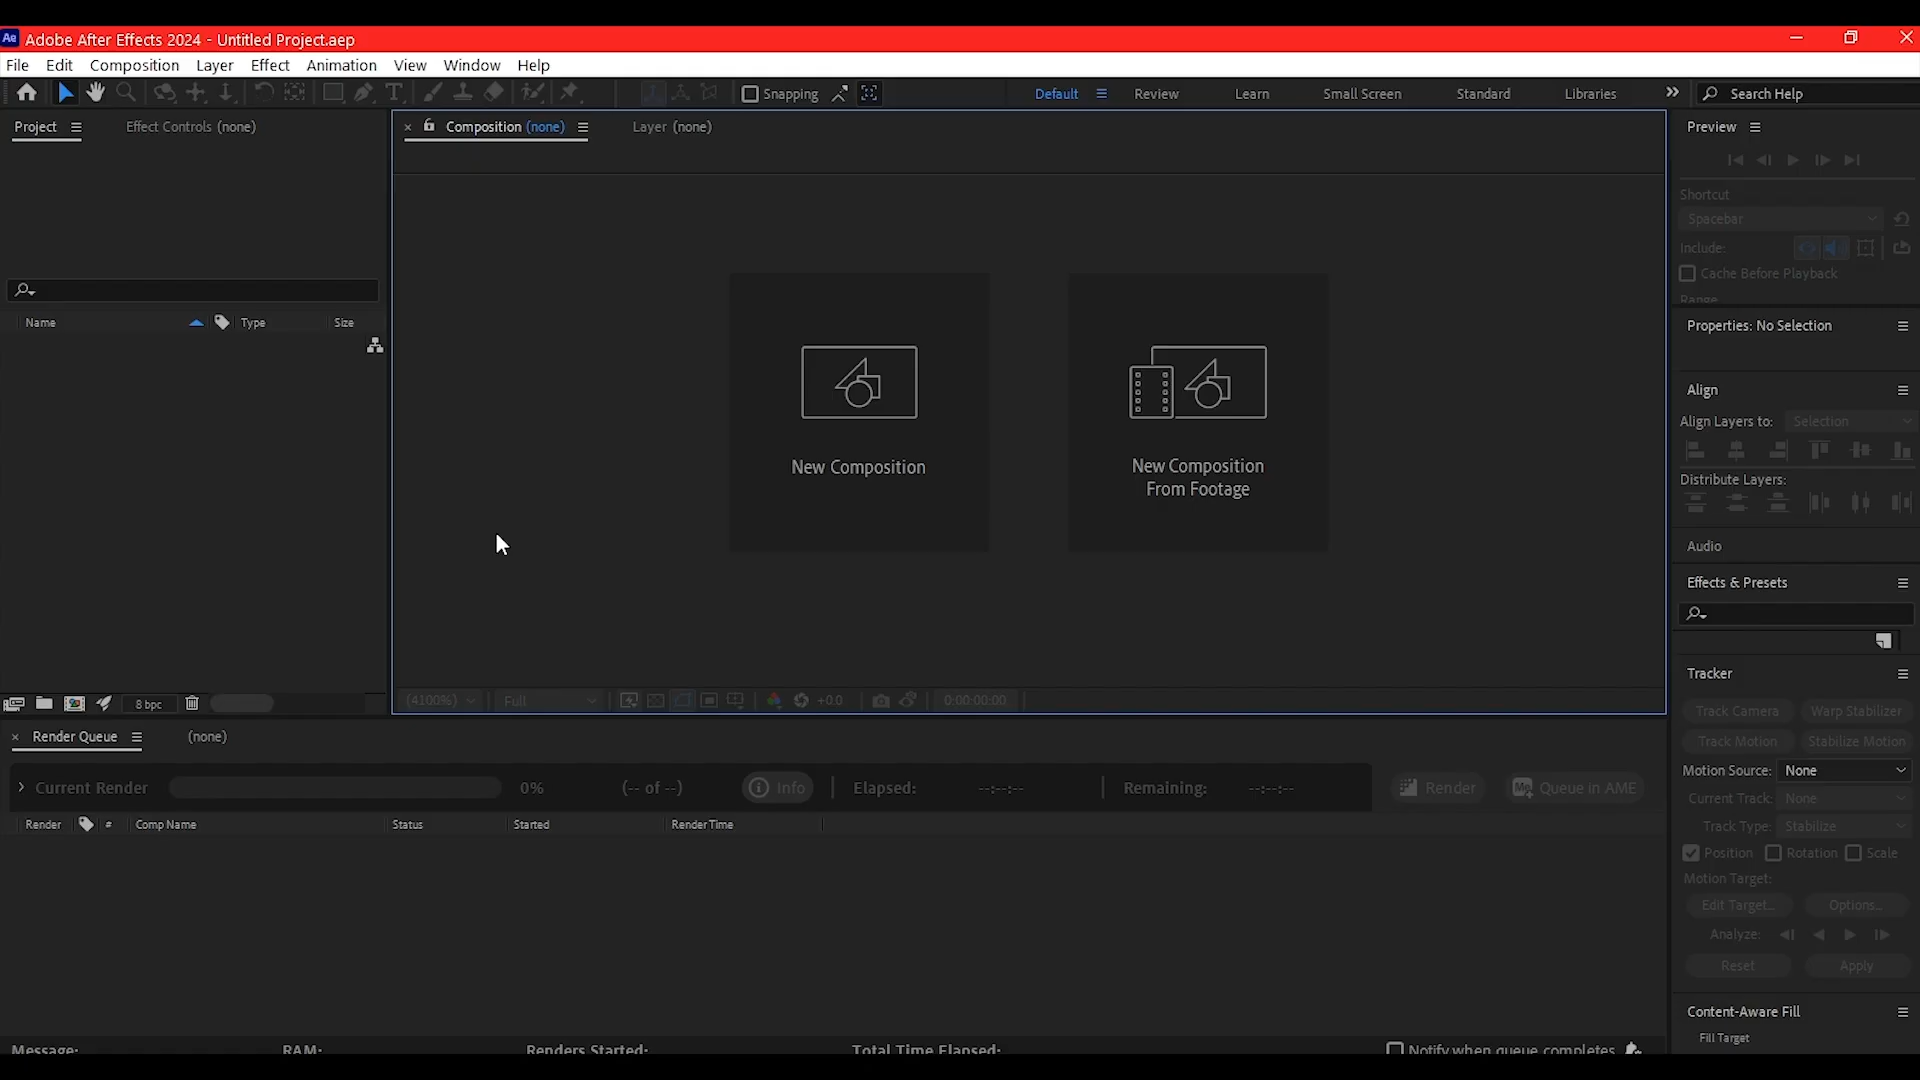 Ae Adobe After Effects 2024 - Untitled Project.aep
File Edit Composition Layer Effect Animation View Window Help
Snapping Default Review Learn Small Screen Standard Libraries Search Help
Project Effect Controls (none) Composition (none) Layer (none) Preview
Shortcut
Spacebar
Include:
Cache Before Playback
Range
Name Type Size
Properties: No Selection
Align
Align Layers to: Selection
New Composition
New Composition
From Footage
Distribute Layers:
Audio
Effects & Presets
Tracker
8 bpc (4100%) Full +0.0 0:00:00:00
Track Camera Warp Stabilizer
Render Queue (none)
Track Motion Stabilize Motion
Motion Source: None
Current Render 0% (-- of --) Info Elapsed: --:--:-- Remaining: --:--:-- Render Queue in AME
Current Track: None
Render # Comp Name Status Started Render Time
Track Type: Stabilize
Position Rotation Scale
Motion Target:
Edit Target... Options...
Analyze:
Reset Apply
Content-Aware Fill
Fill Target
Message: RAM: Renders Started: Total Time Elapsed: Notify when queue completes